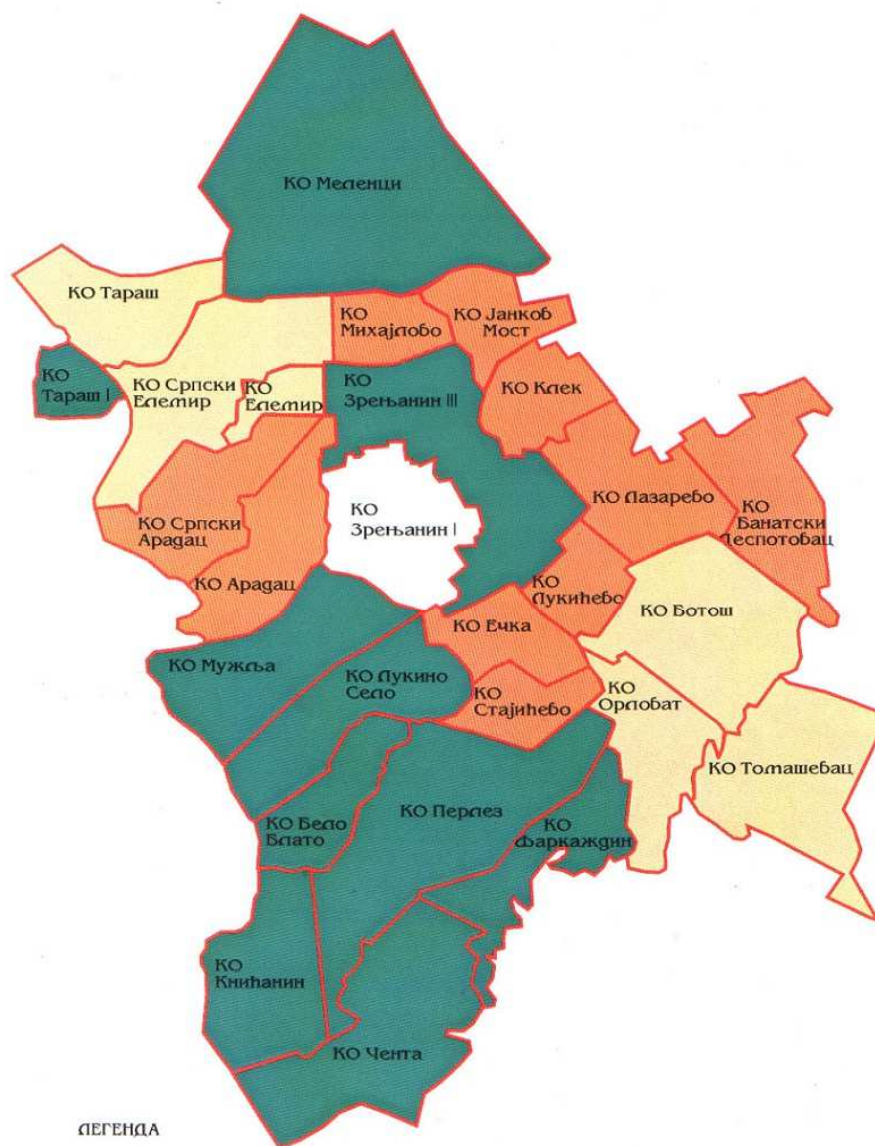 КО Меленци
КО Тараш
КО
Михајлово
КО Јанков
Мост
КО
Тараш I
КО Српски
Елемир
КО
Елемир
КО
Зрењанин III
КО Клек
КО Лазарево
КО
Банатски
Деспотовац
КО Српски
Арадац
КО
Зрењанин I
КО Арадац
КО
Лукићево
КО Ботош
КО Ечка
КО Мужља
КО Лукино
Село
КО
Стајићево
КО
Орловат
КО Томашевац
КО Перлез
КО Бело
Блато
КО
Фаркаждин
КО
Книћанин
КО Чента
ЛЕГЕНДА